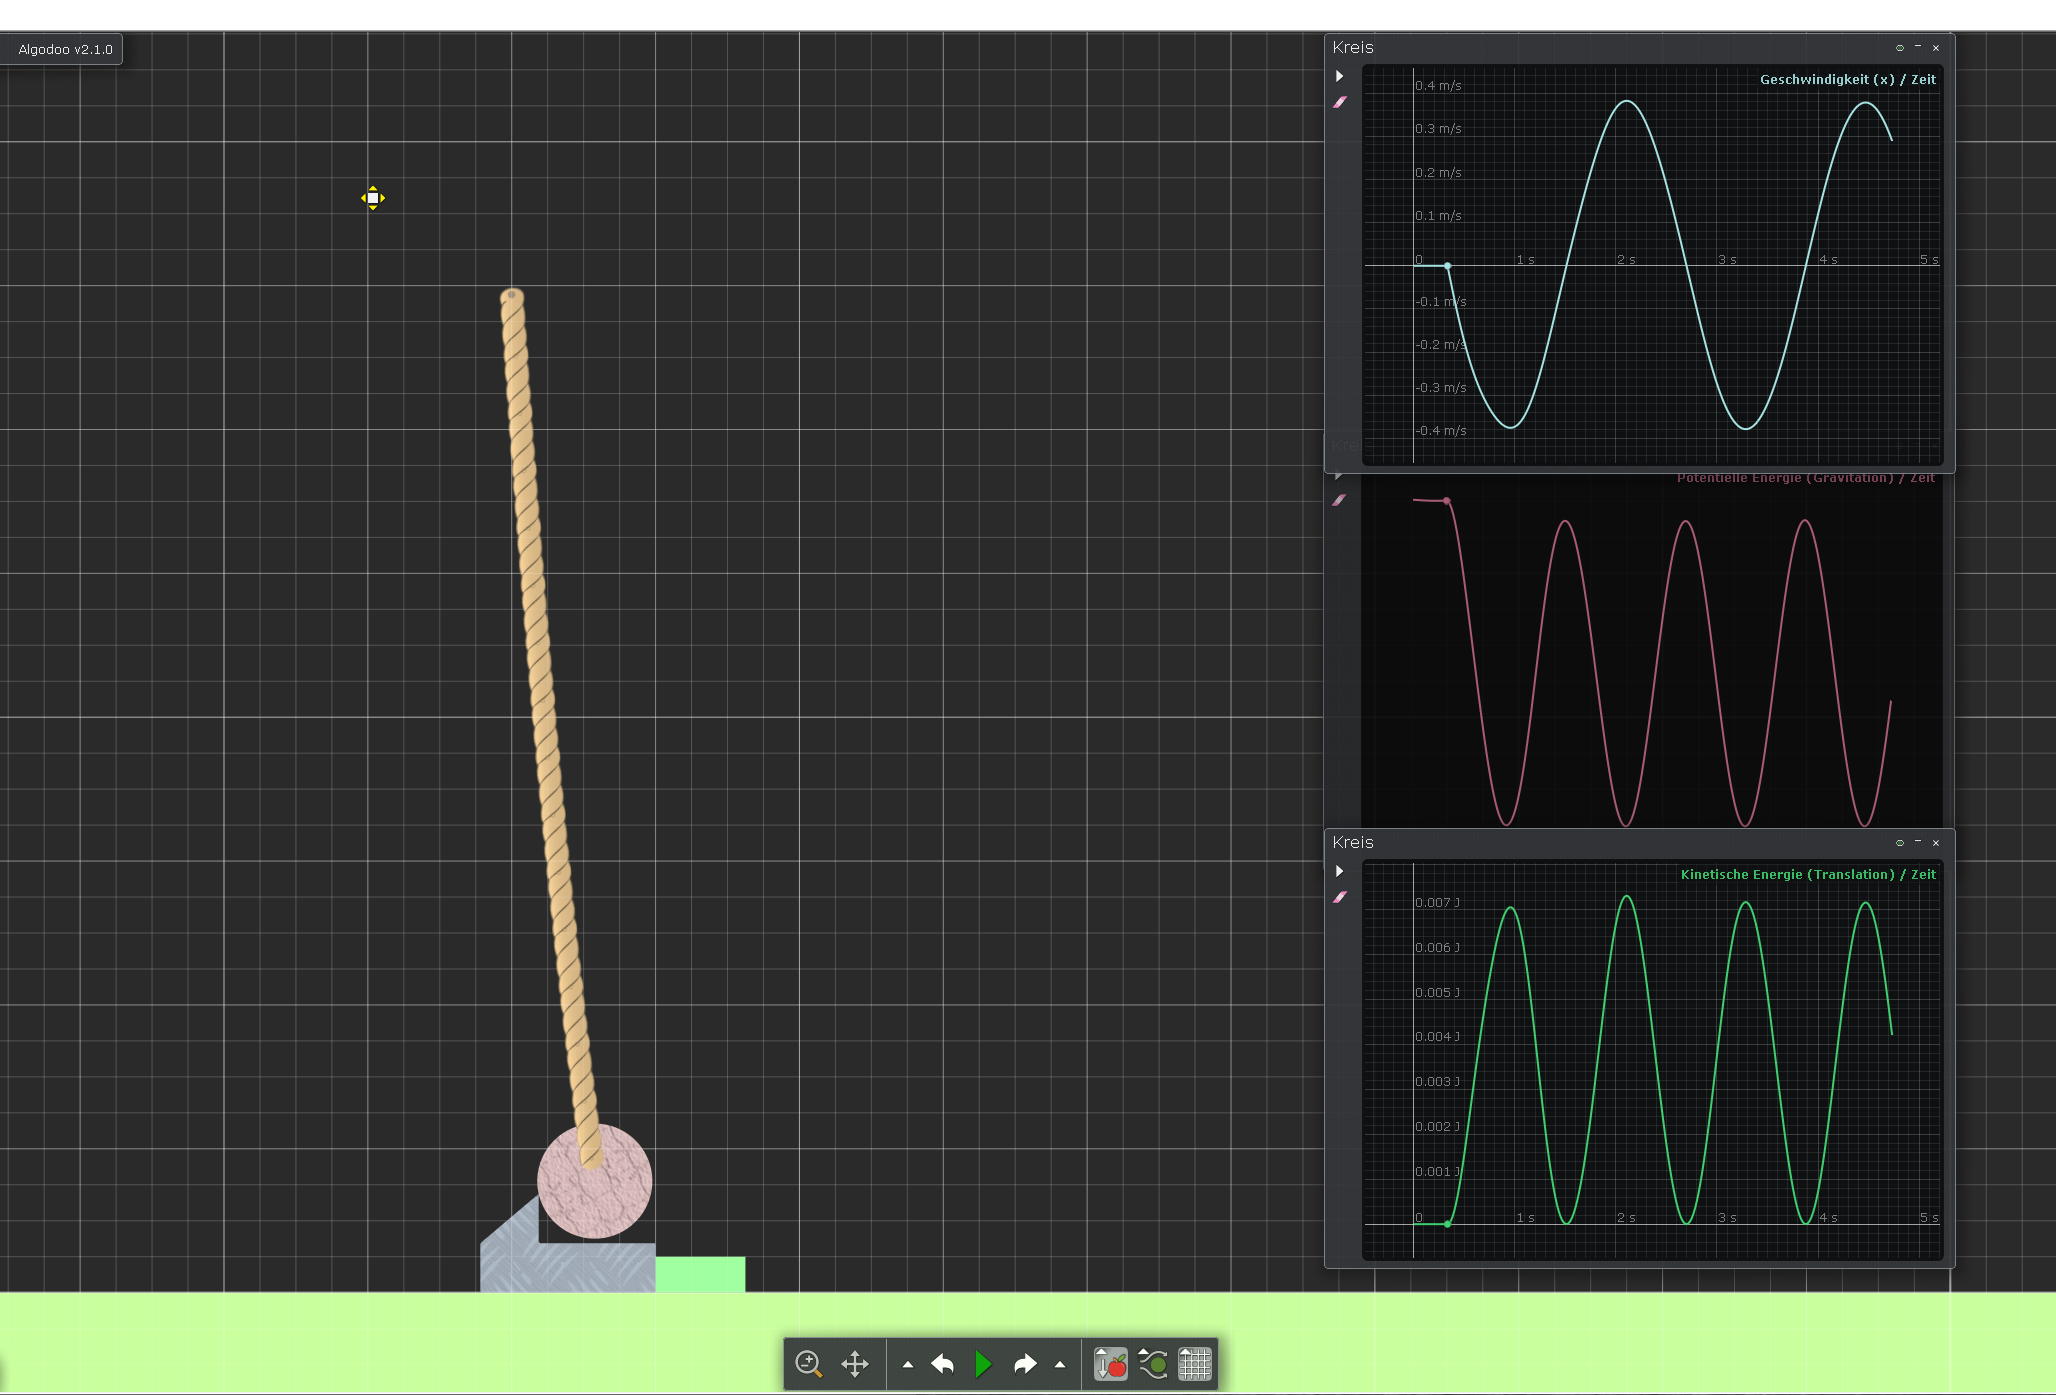 Algodoo v2.1.0
Kreis
Geschwindigkeit (x) / Zeit
0.4 m/s
0.3 m/s
0.2 m/s
0.1 m/s
0 1 s 2 s 3 s 4 s 5 s
-0.1 m/s
-0.2 m/s
-0.3 m/s
-0.4 m/s
Potentielle Energie (Gravitation) / Zeit
Kreis
Kinetische Energie (Translation) / Zeit
0.007 J
0.006 J
0.005 J
0.004 J
0.003 J
0.002 J
0.001 J
0 1 s 2 s 3 s 4 s 5 s